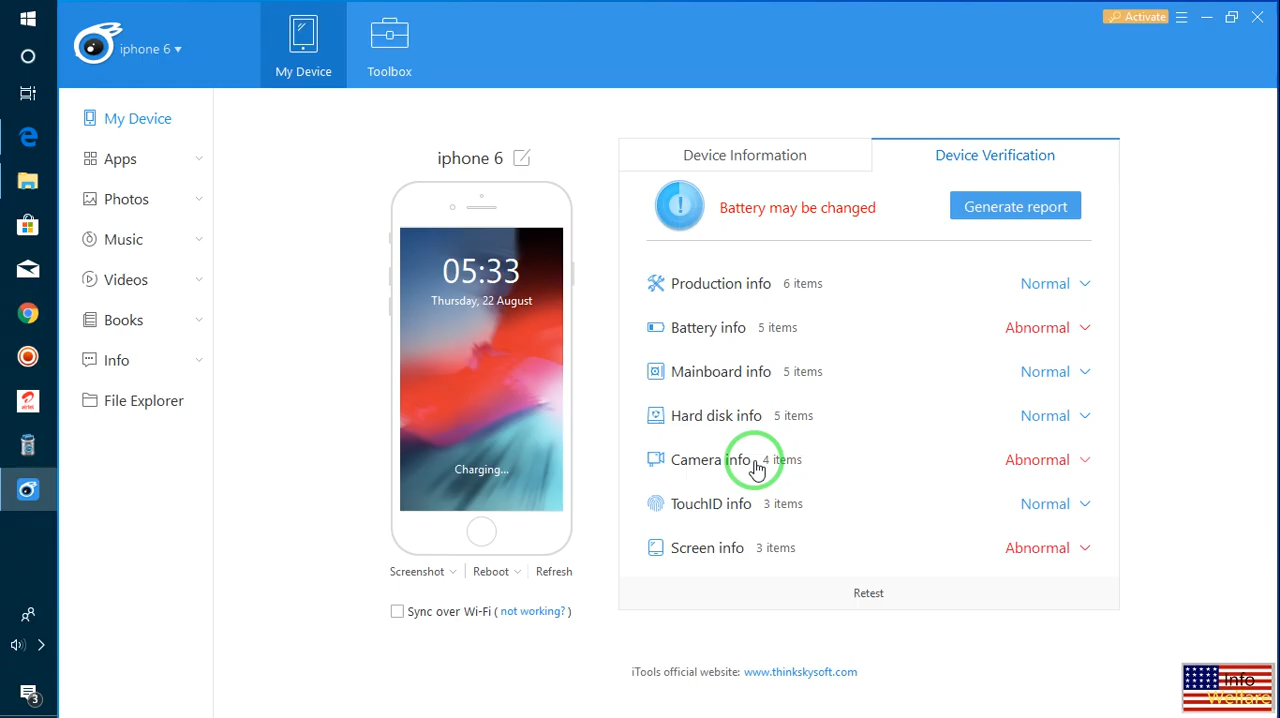 iphone 6
My Device
Toolbox
Activate
My Device
Apps
Photos
Music
Videos
Books
Info
File Explorer
iphone 6
05:33
Thursday, 22 August
Charging...
Screenshot Reboot Refresh
Sync over Wi-Fi ( not working? )
Device Information Device Verification
Battery may be changed Generate report
Production info 6 items Normal
Battery info 5 items Abnormal
Mainboard info 5 items Normal
Hard disk info 5 items Normal
Camera info 4 items Abnormal
TouchID info 3 items Normal
Screen info 3 items Abnormal
Retest
iTools official website: www.thinkskysoft.com
airtel
3
Info
Welfare